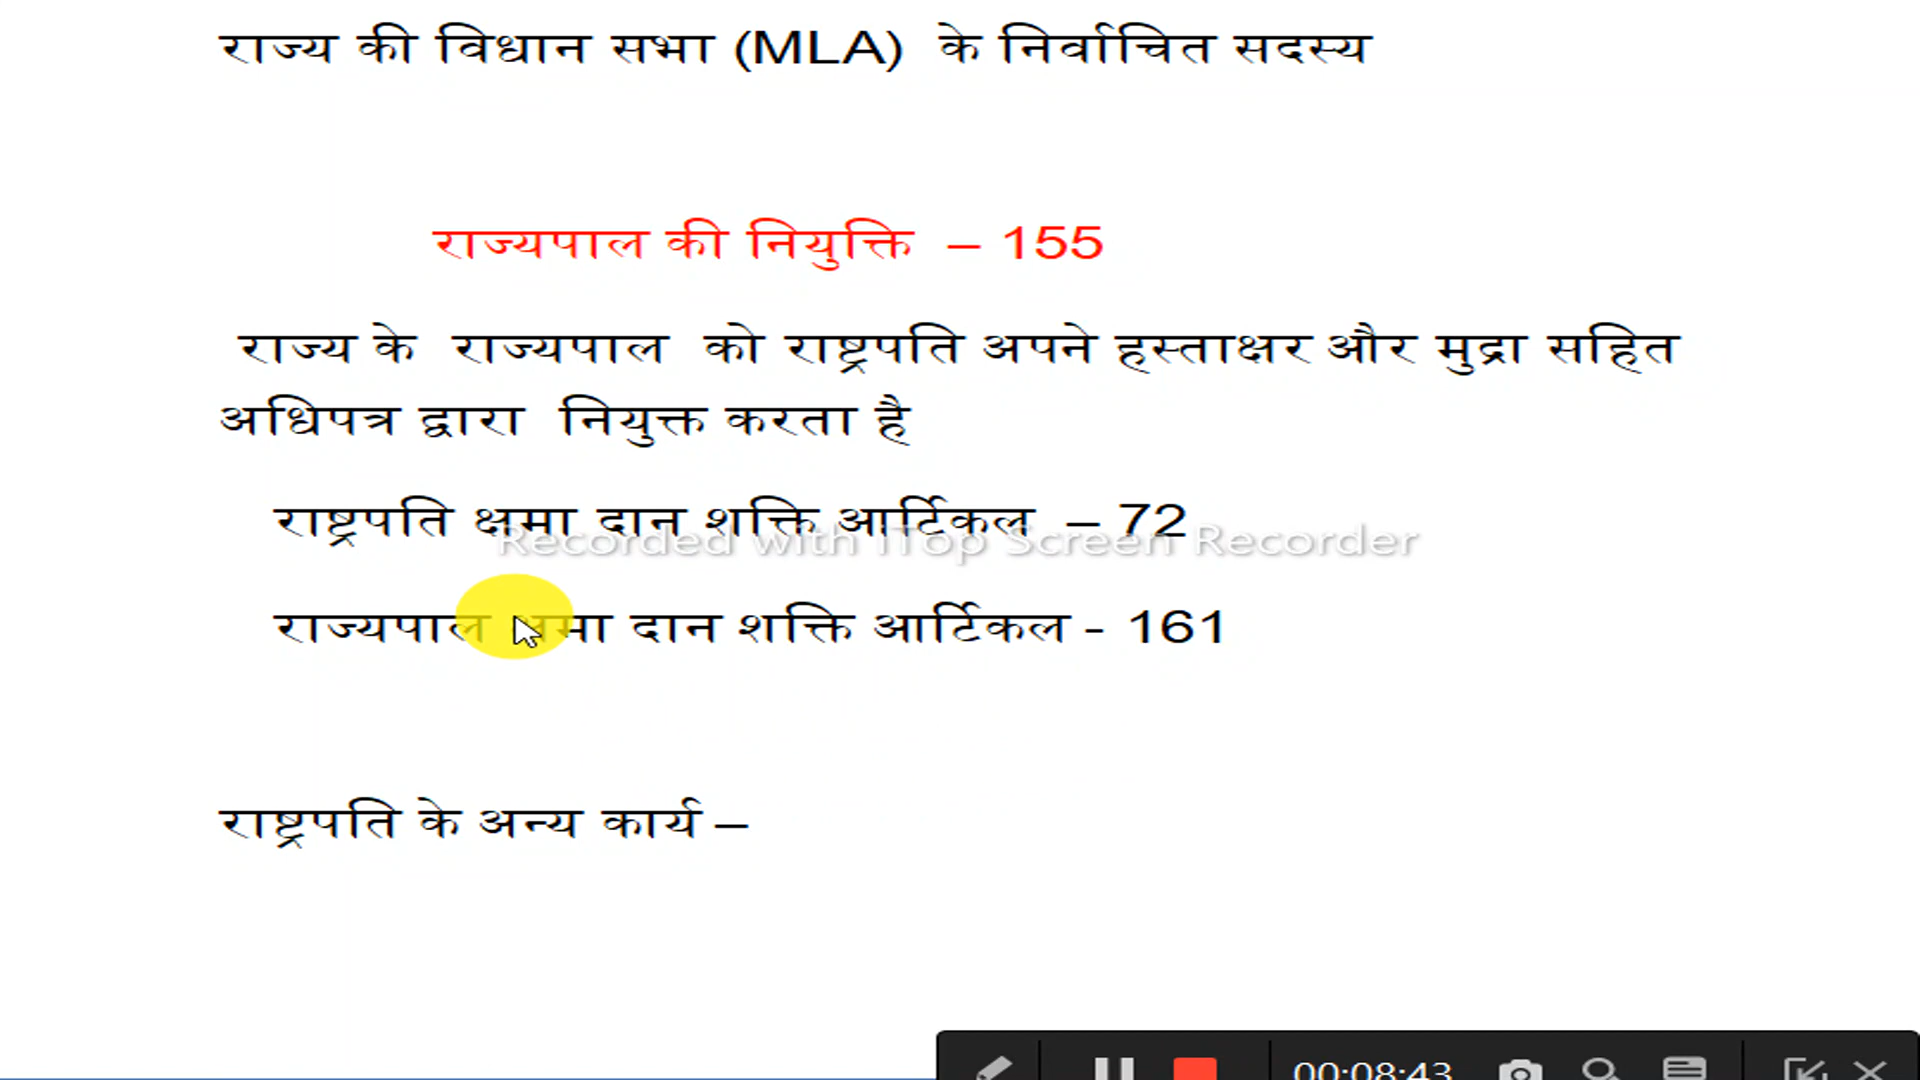 राज्य की विधान सभा (MLA) के निर्वाचित सदस्य
राज्यपाल की नियुक्ति – 155
राज्य के राज्यपाल को राष्ट्रपति अपने हस्ताक्षर और मुद्रा सहित
अधिपत्र द्वारा नियुक्त करता है
राष्ट्रपति क्षमा दान शक्ति आर्टिकल – 72
Recorded with iTop Screen Recorder
राज्यपाल क्षमा दान शक्ति आर्टिकल - 161
राष्ट्रपति के अन्य कार्य –
00:08:43